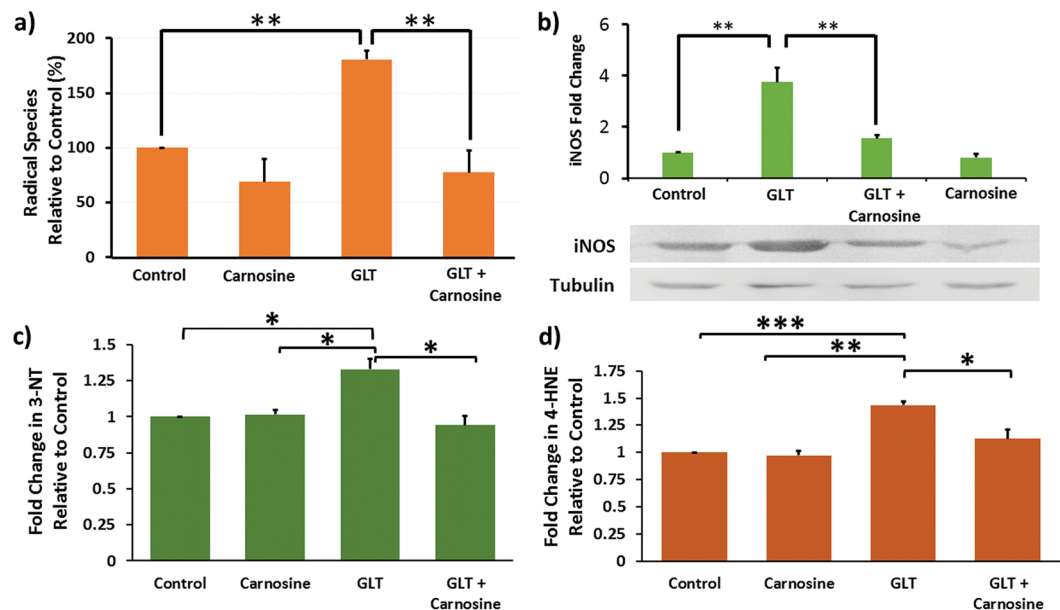 a)
**
**
Radical Species
Relative to Control (%)
200
150
100
50
0
Control
Carnosine
GLT
GLT +
Carnosine
b)
**
**
iNOS Fold Change
6
4
2
0
Control
GLT
GLT +
Carnosine
Carnosine
iNOS
Tubulin
c)
*
*
*
Fold Change in 3-NT
Relative to Control
1.5
1.25
1
0.75
0.5
0.25
0
Control
Carnosine
GLT
GLT +
Carnosine
d)
***
**
*
Fold Change in 4-HNE
Relative to Control
1.75
1.5
1.25
1
0.75
0.5
0.25
0
Control
Carnosine
GLT
GLT +
Carnosine